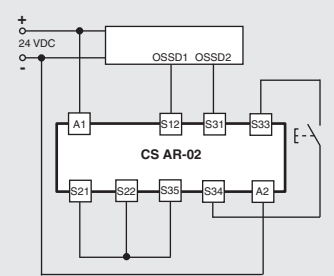 +
24 VDC
-
OSSD1 OSSD2
A1 S12 S31 S33
CS AR-02
S21 S22 S35 S34 A2